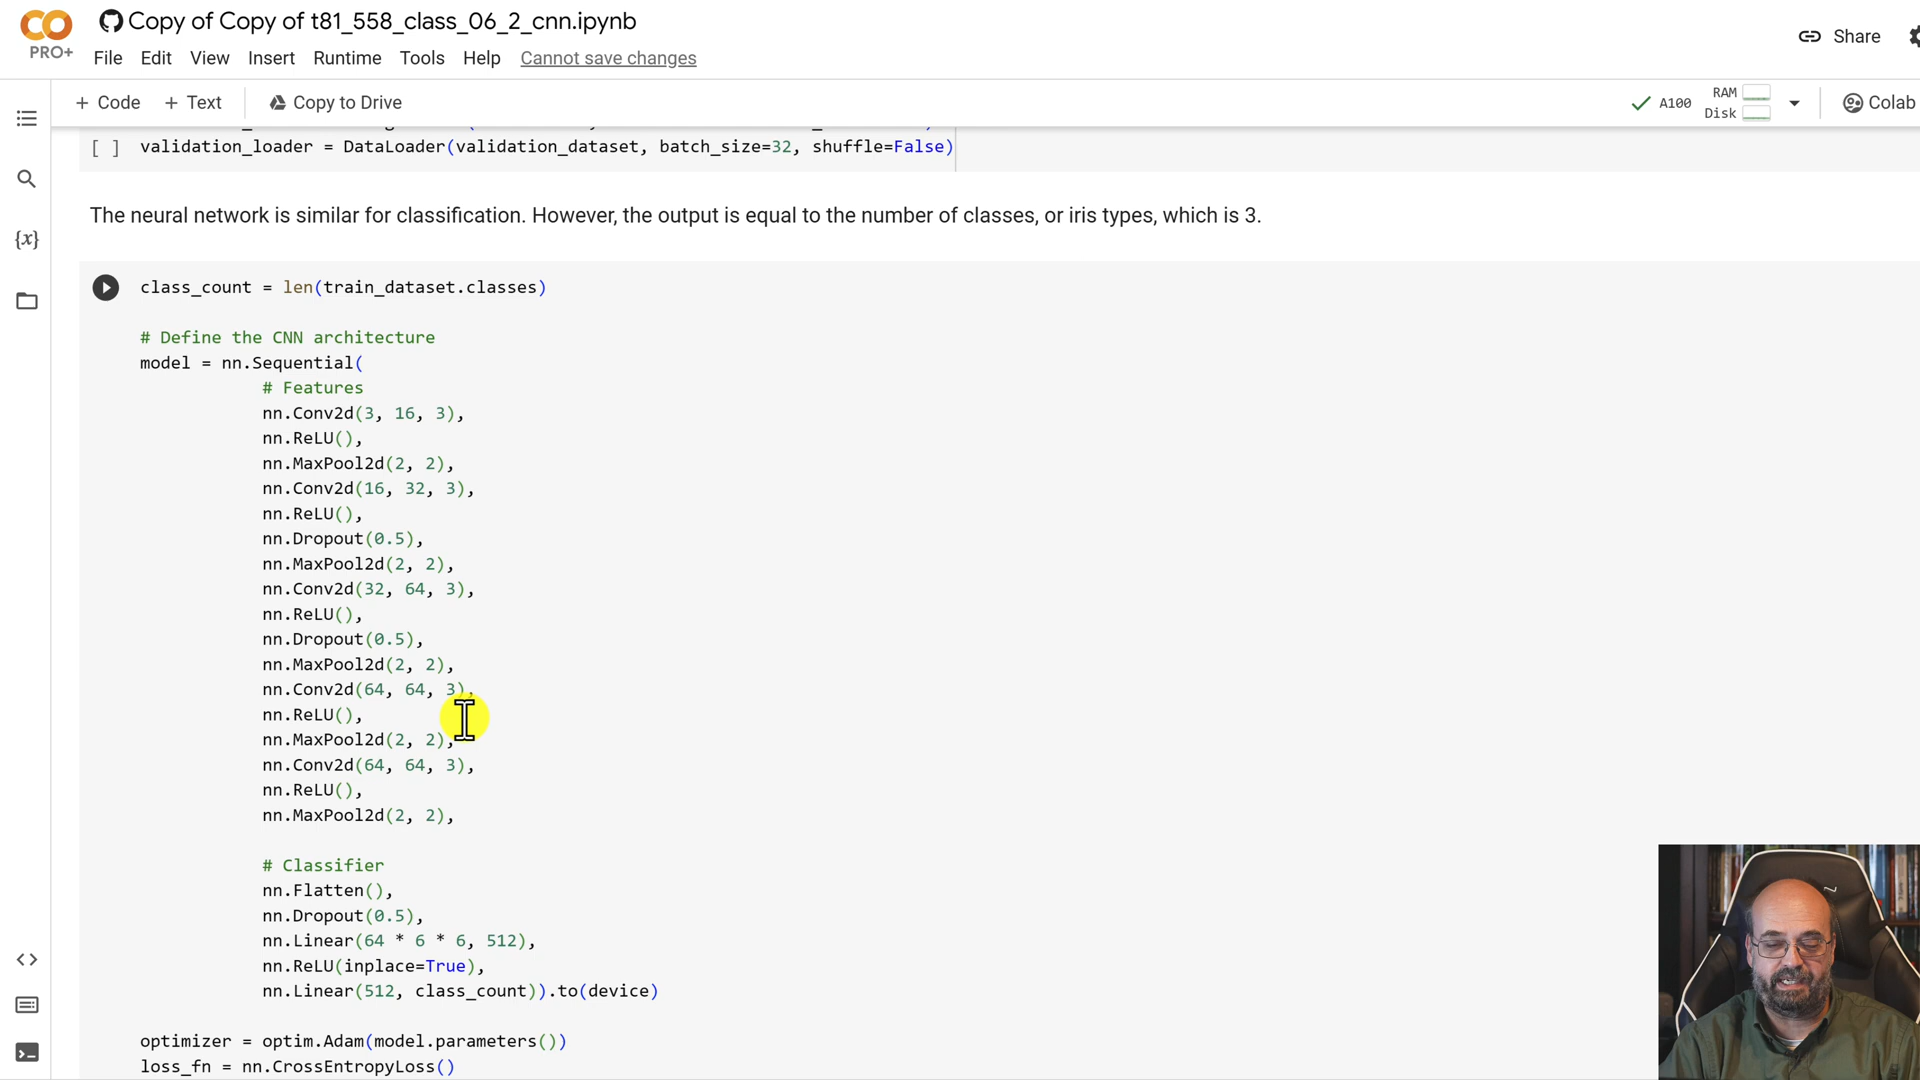 Copy of Copy of t81_558_class_06_2_cnn.ipynb
Share
PRO+
File Edit View Insert Runtime Tools Help Cannot save changes
+ Code + Text Copy to Drive
A100 RAM Disk
Colab
[ ] validation_loader = DataLoader(validation_dataset, batch_size=32, shuffle=False)
The neural network is similar for classification. However, the output is equal to the number of classes, or iris types, which is 3.
{x}
class_count = len(train_dataset.classes)
# Define the CNN architecture
model = nn.Sequential(
# Features
nn.Conv2d(3, 16, 3),
nn.ReLU(),
nn.MaxPool2d(2, 2),
nn.Conv2d(16, 32, 3),
nn.ReLU(),
nn.Dropout(0.5),
nn.MaxPool2d(2, 2),
nn.Conv2d(32, 64, 3),
nn.ReLU(),
nn.Dropout(0.5),
nn.MaxPool2d(2, 2),
nn.Conv2d(64, 64, 3),
nn.ReLU(),
nn.MaxPool2d(2, 2),
nn.Conv2d(64, 64, 3),
nn.ReLU(),
nn.MaxPool2d(2, 2),
# Classifier
nn.Flatten(),
nn.Dropout(0.5),
nn.Linear(64 * 6 * 6, 512),
nn.ReLU(inplace=True),
nn.Linear(512, class_count)).to(device)
optimizer = optim.Adam(model.parameters())
loss_fn = nn.CrossEntropyLoss()